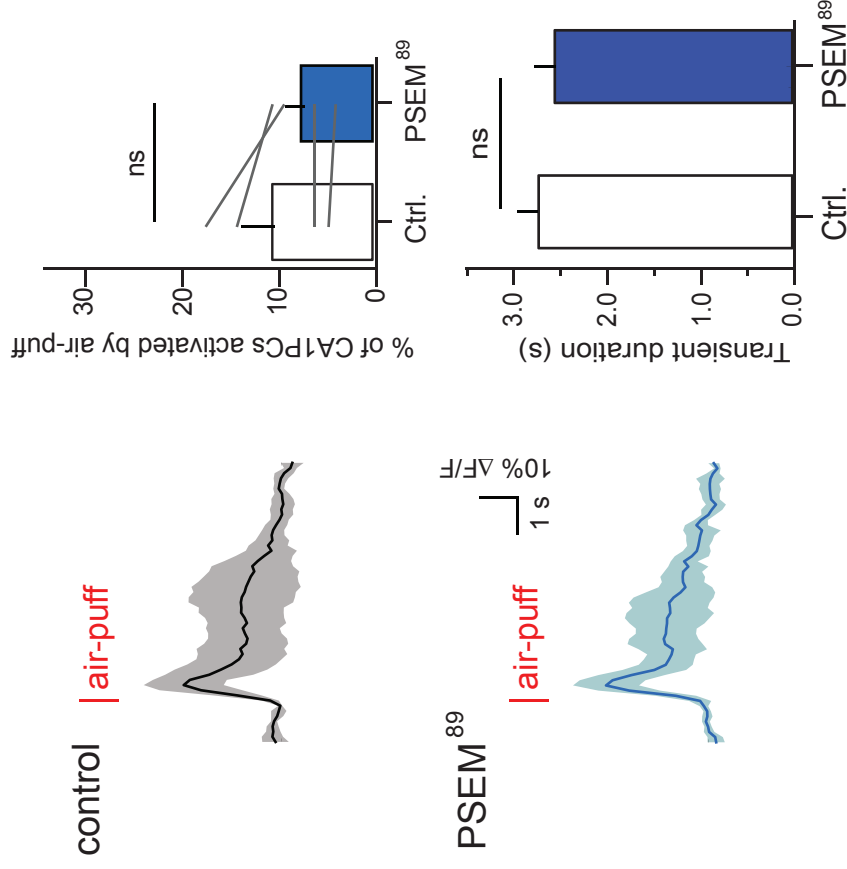 control
air-puff
PSEM89
air-puff
10% ΔF/F
1 s
% of CA1PCs activated by air-puff
30
20
10
0
ns
Ctrl.
PSEM89
Transient duration (s)
3.0
2.0
1.0
0.0
ns
Ctrl.
PSEM89